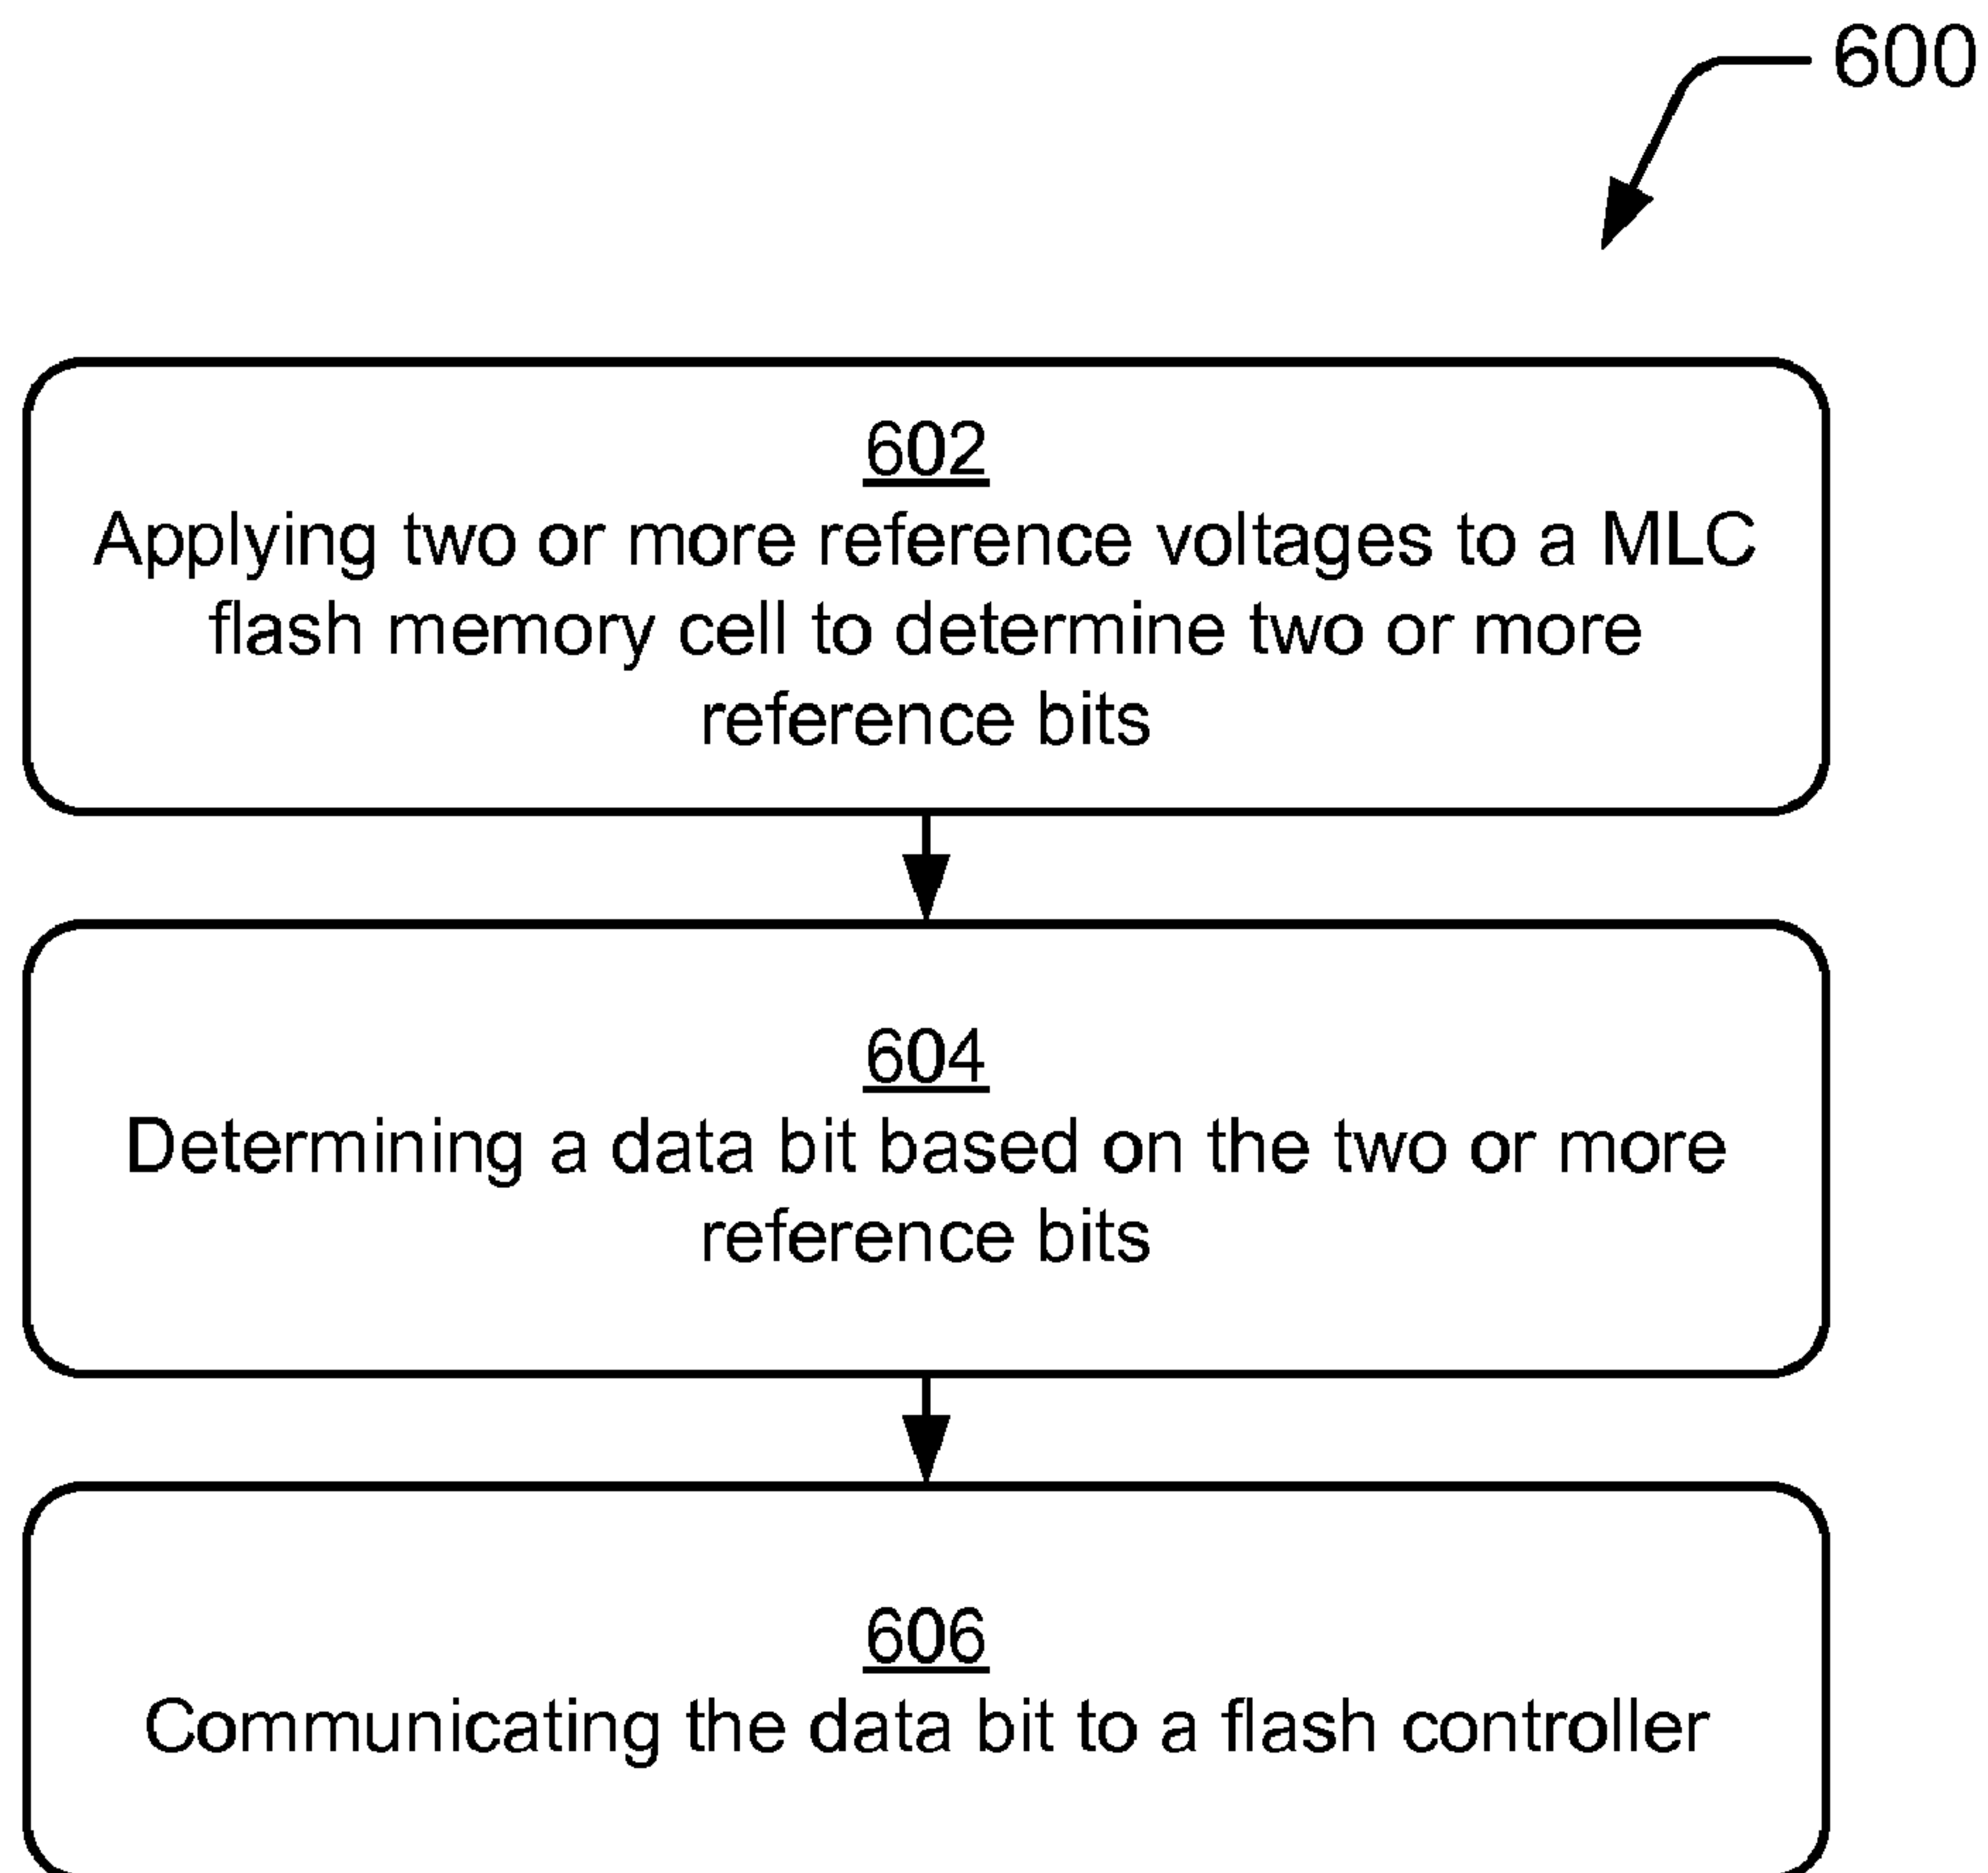 600
602
Applying two or more reference voltages to a MLC
flash memory cell to determine two or more
reference bits
604
Determining a data bit based on the two or more
reference bits
606
Communicating the data bit to a flash controller